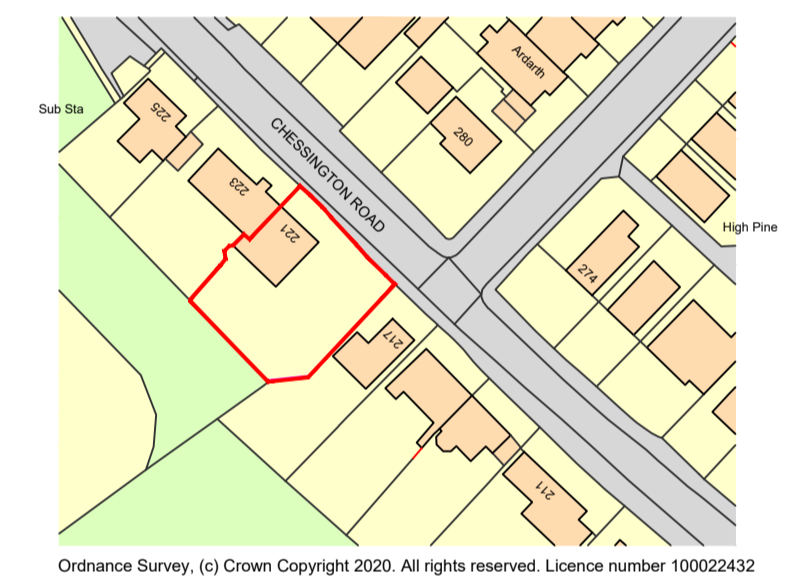 Ardarth
Sub Sta
225
280
CHESSINGTON ROAD
223
221
High Pine
274
217
211
Ordnance Survey, (c) Crown Copyright 2020. All rights reserved. Licence number 100022432